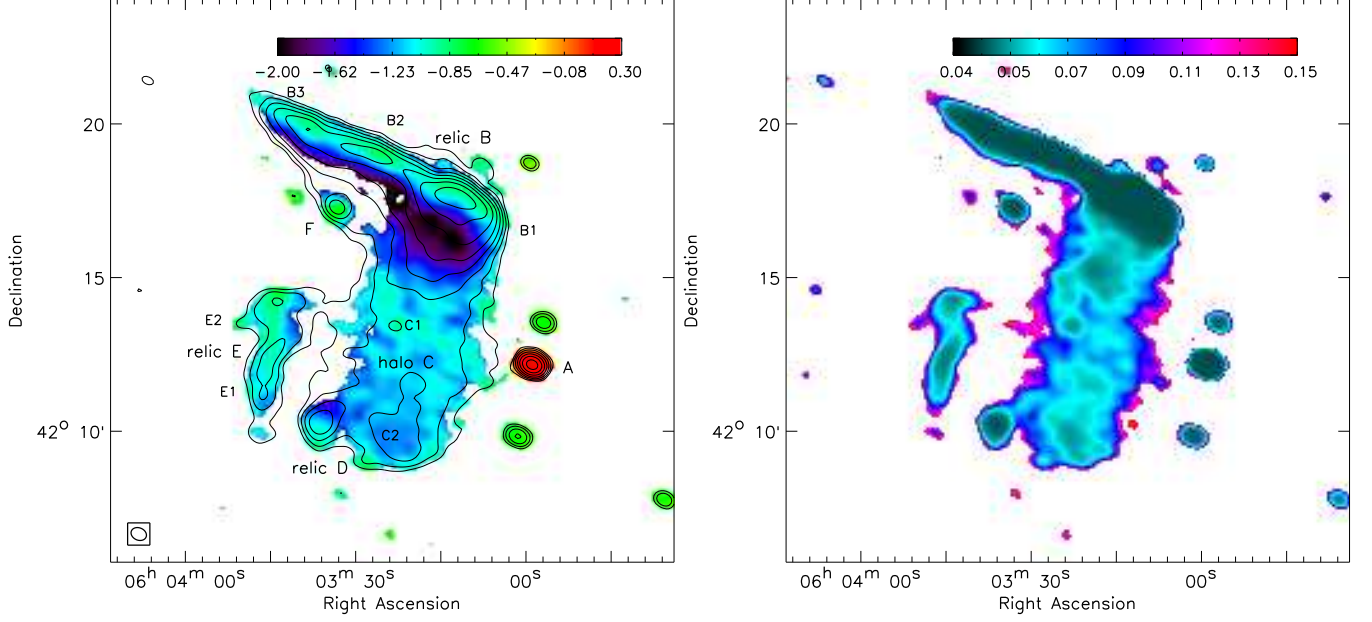 −2.00 −1.62 −1.23 −0.85 −0.47 −0.08 0.30
B3
B2
relic B
20
B1
F
15
E2
C1
relic E
halo C
A
E1
42° 10'
C2
relic D
Declination
06h 04m 00s 03m 30s 00s
Right Ascension
0.04 0.05 0.07 0.09 0.11 0.13 0.15
20
15
42° 10'
Declination
06h 04m 00s 03m 30s 00s
Right Ascension